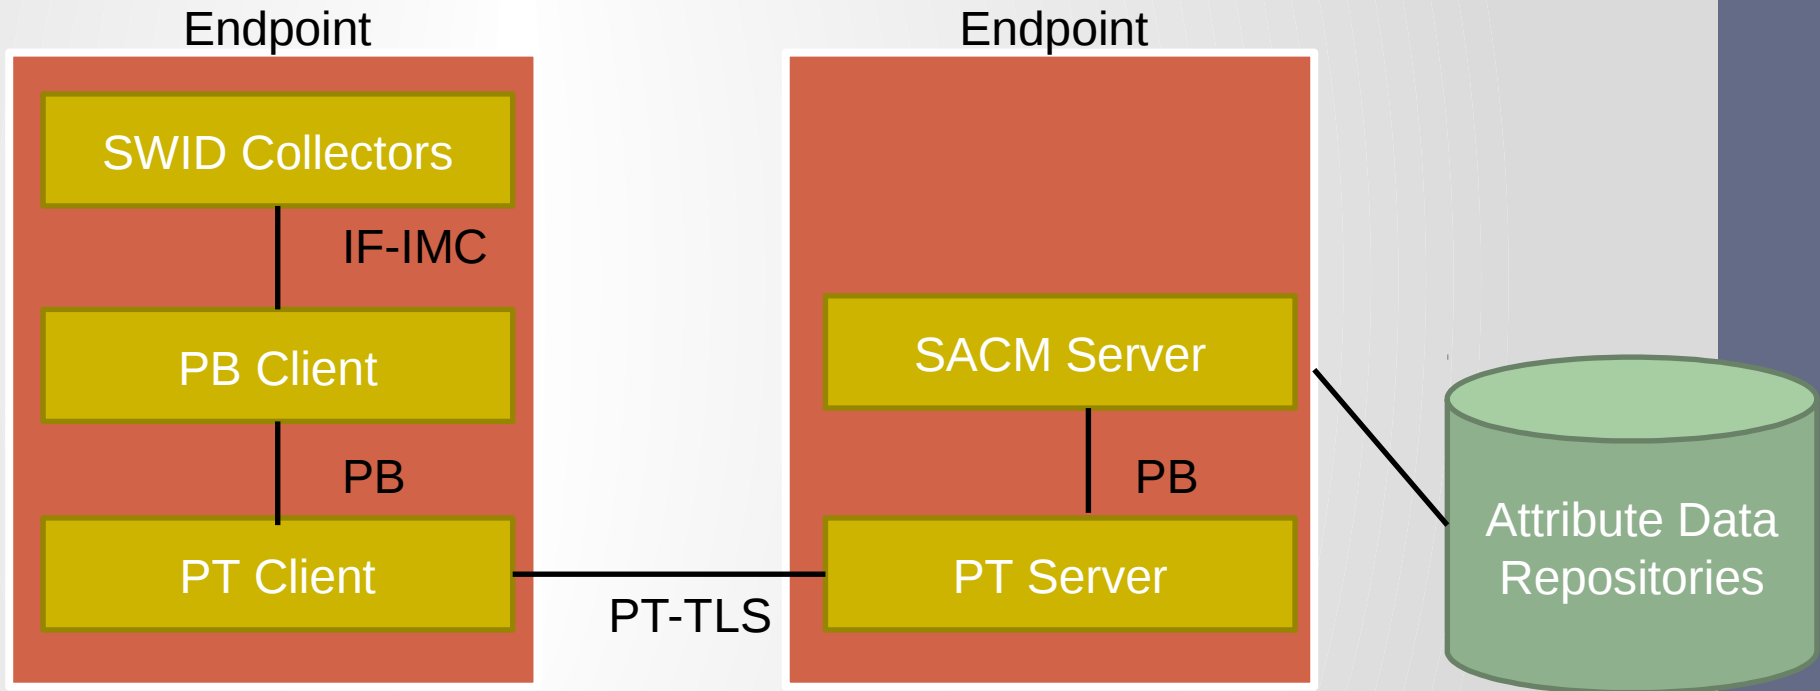 Endpoint
SWID Collectors
IF-IMC
PB Client
PB
PT Client
PT-TLS
Endpoint
SACM Server
PB
PT Server
Attribute Data
Repositories